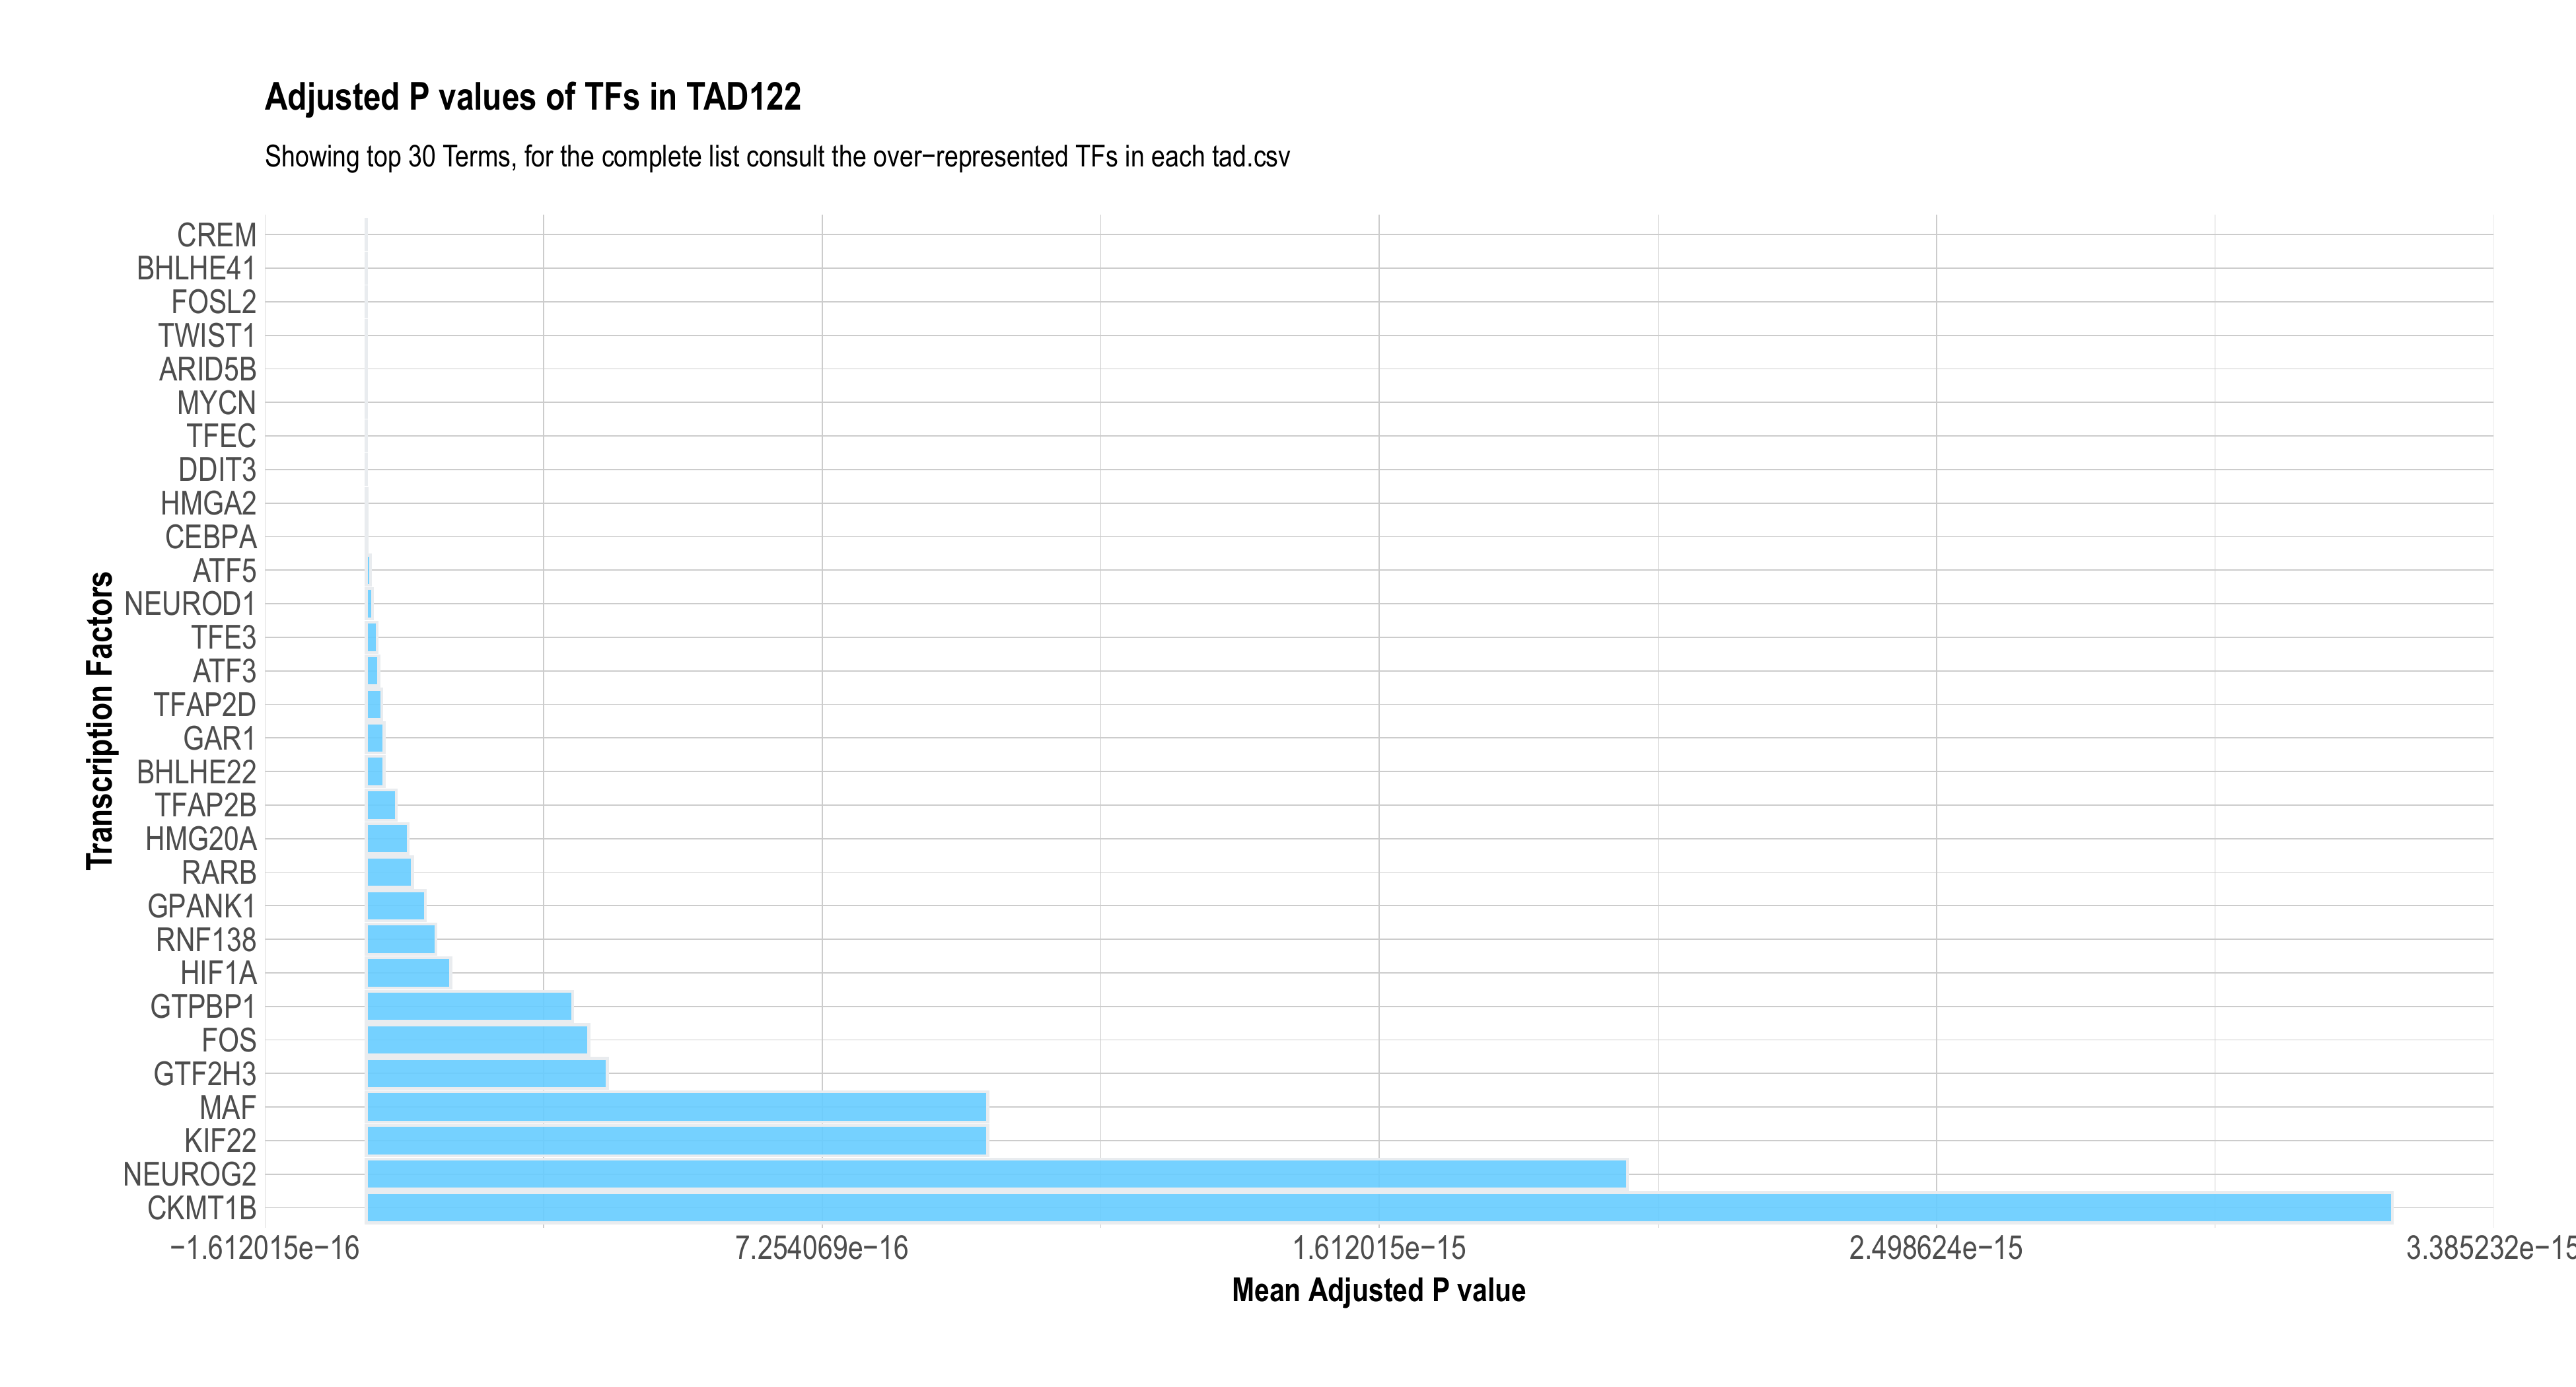 Adjusted P values of TFs in TAD122
Showing top 30 Terms, for the complete list consult the over−represented TFs in each tad.csv
Transcription Factors
CREM
BHLHE41
FOSL2
TWIST1
ARID5B
MYCN
TFEC
DDIT3
HMGA2
CEBPA
ATF5
NEUROD1
TFE3
ATF3
TFAP2D
GAR1
BHLHE22
TFAP2B
HMG20A
RARB
GPANK1
RNF138
HIF1A
GTPBP1
FOS
GTF2H3
MAF
KIF22
NEUROG2
CKMT1B
−1.612015e−16 7.254069e−16 1.612015e−15 2.498624e−15 3.385232e−15
Mean Adjusted P value